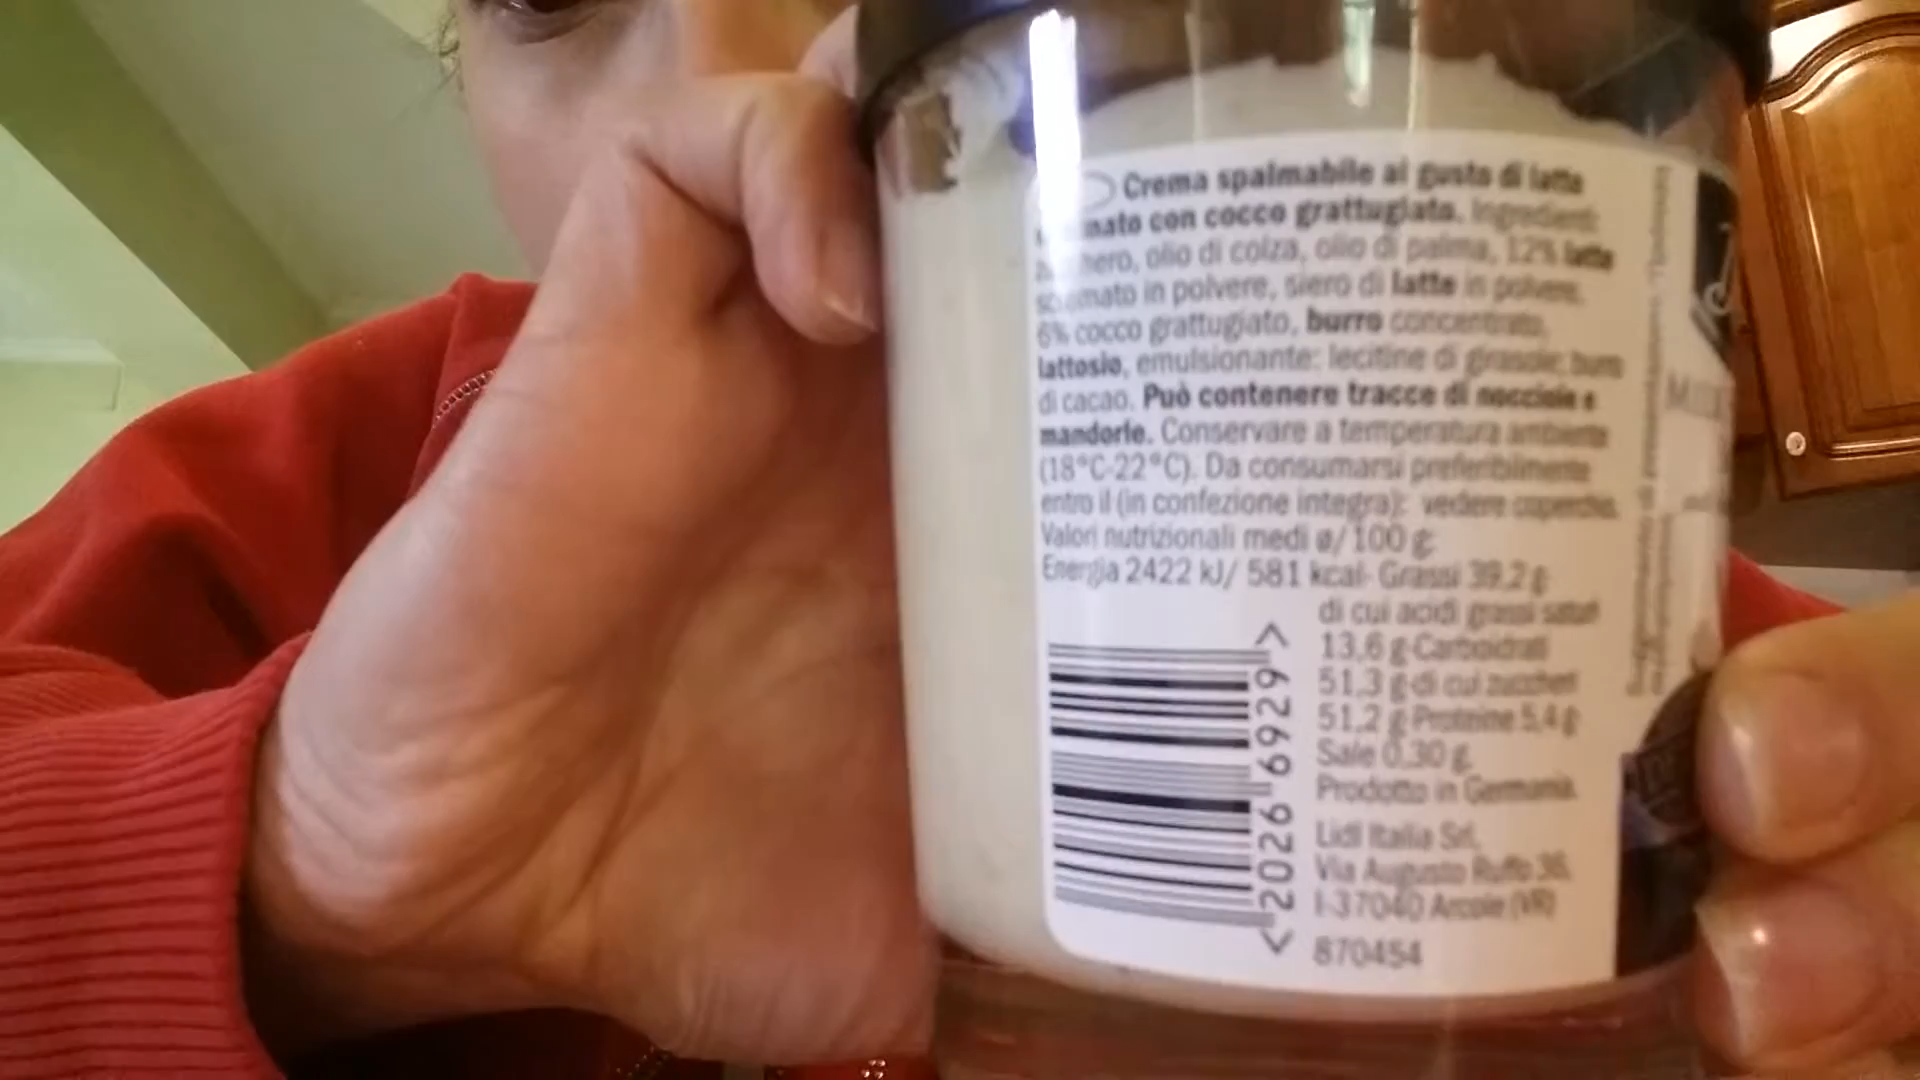 Crema spalmabile al gusto di latte
mato con cocco grattugiato. Ingredienti:
hero, olio di colza, olio di palma, 12% latte
mato in polvere, siero di latte in polvere,
6% cocco grattugiato, burro concentrato,
lattosio, emulsionante: lecitine di girasole; burro
di cacao. Può contenere tracce di nocciole e
mandorle. Conservare a temperatura ambiente
(18°C-22°C). Da consumarsi preferibilmente
entro il (in confezione integra): vedere coperchio.
Valori nutrizionali medi ø/100 g:
Energia 2422 kJ/ 581 kcal- Grassi 39,2 g
di cui acidi grassi saturi
13,6 g-Carboidrati
51,3 g-di cui zuccheri
51,2 g Proteine 5,4 g
Sale 0,30 g.
Prodotto in Germania.
Lidl Italia Srl,
Via Augusto Ruffo 36,
I-37040 Arcole (VR)
870454
<2026 6929>